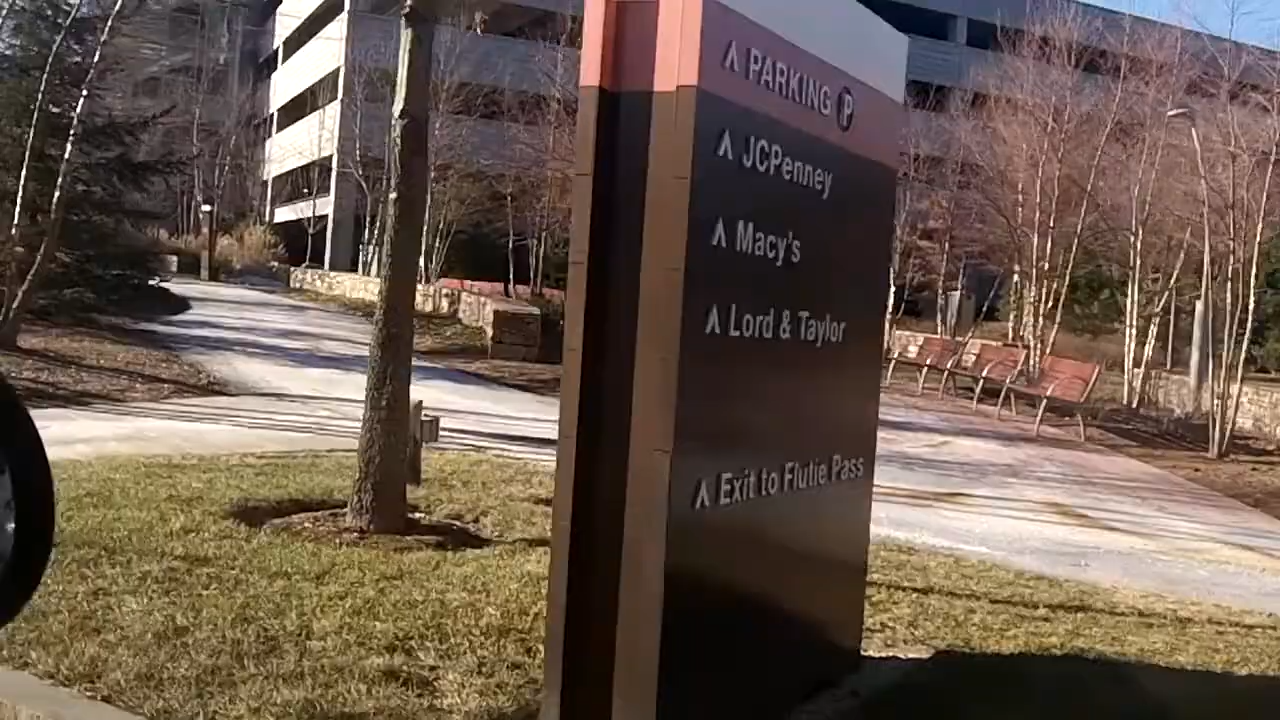 ʌ PARKING P
ʌ JCPenney
ʌ Macy's
ʌ Lord & Taylor
ʌ Exit to Flutie Pass